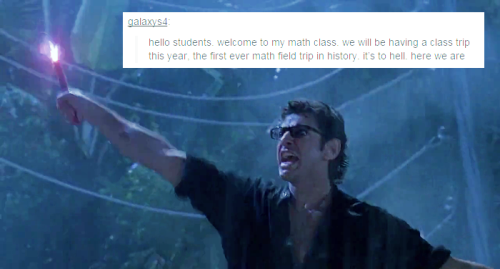 galaxys4:
hello students. welcome to my math class. we will be having a class trip
this year. the first ever math field trip in history. it's to hell. here we are